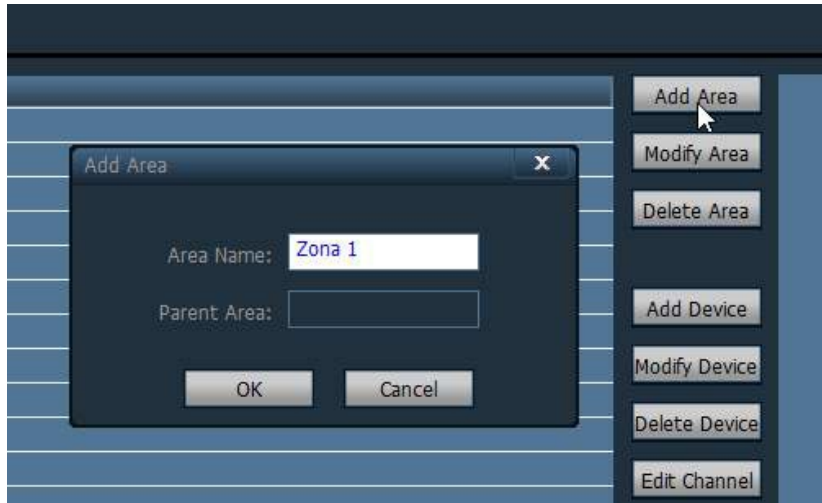 Add Area
Modify Area
Delete Area
Add Device
Modify Device
Delete Device
Edit Channel
Add Area
x
Area Name: Zona 1
Parent Area:
OK Cancel